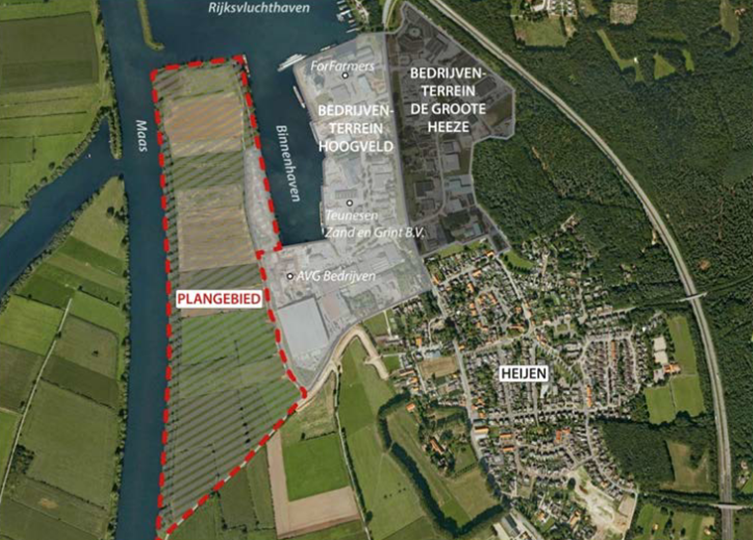 Rijksvluchthaven
ForFarmers
BEDRIJVEN-
TERREIN
DE GROOTE
HEEZE
BEDRIJVEN-
TERREIN
HOOGVELD
Maas
Binnenhaven
Teunesen
Zand en Grint B.V.
AVG Bedrijven
PLANGEBIED
HEIJEN